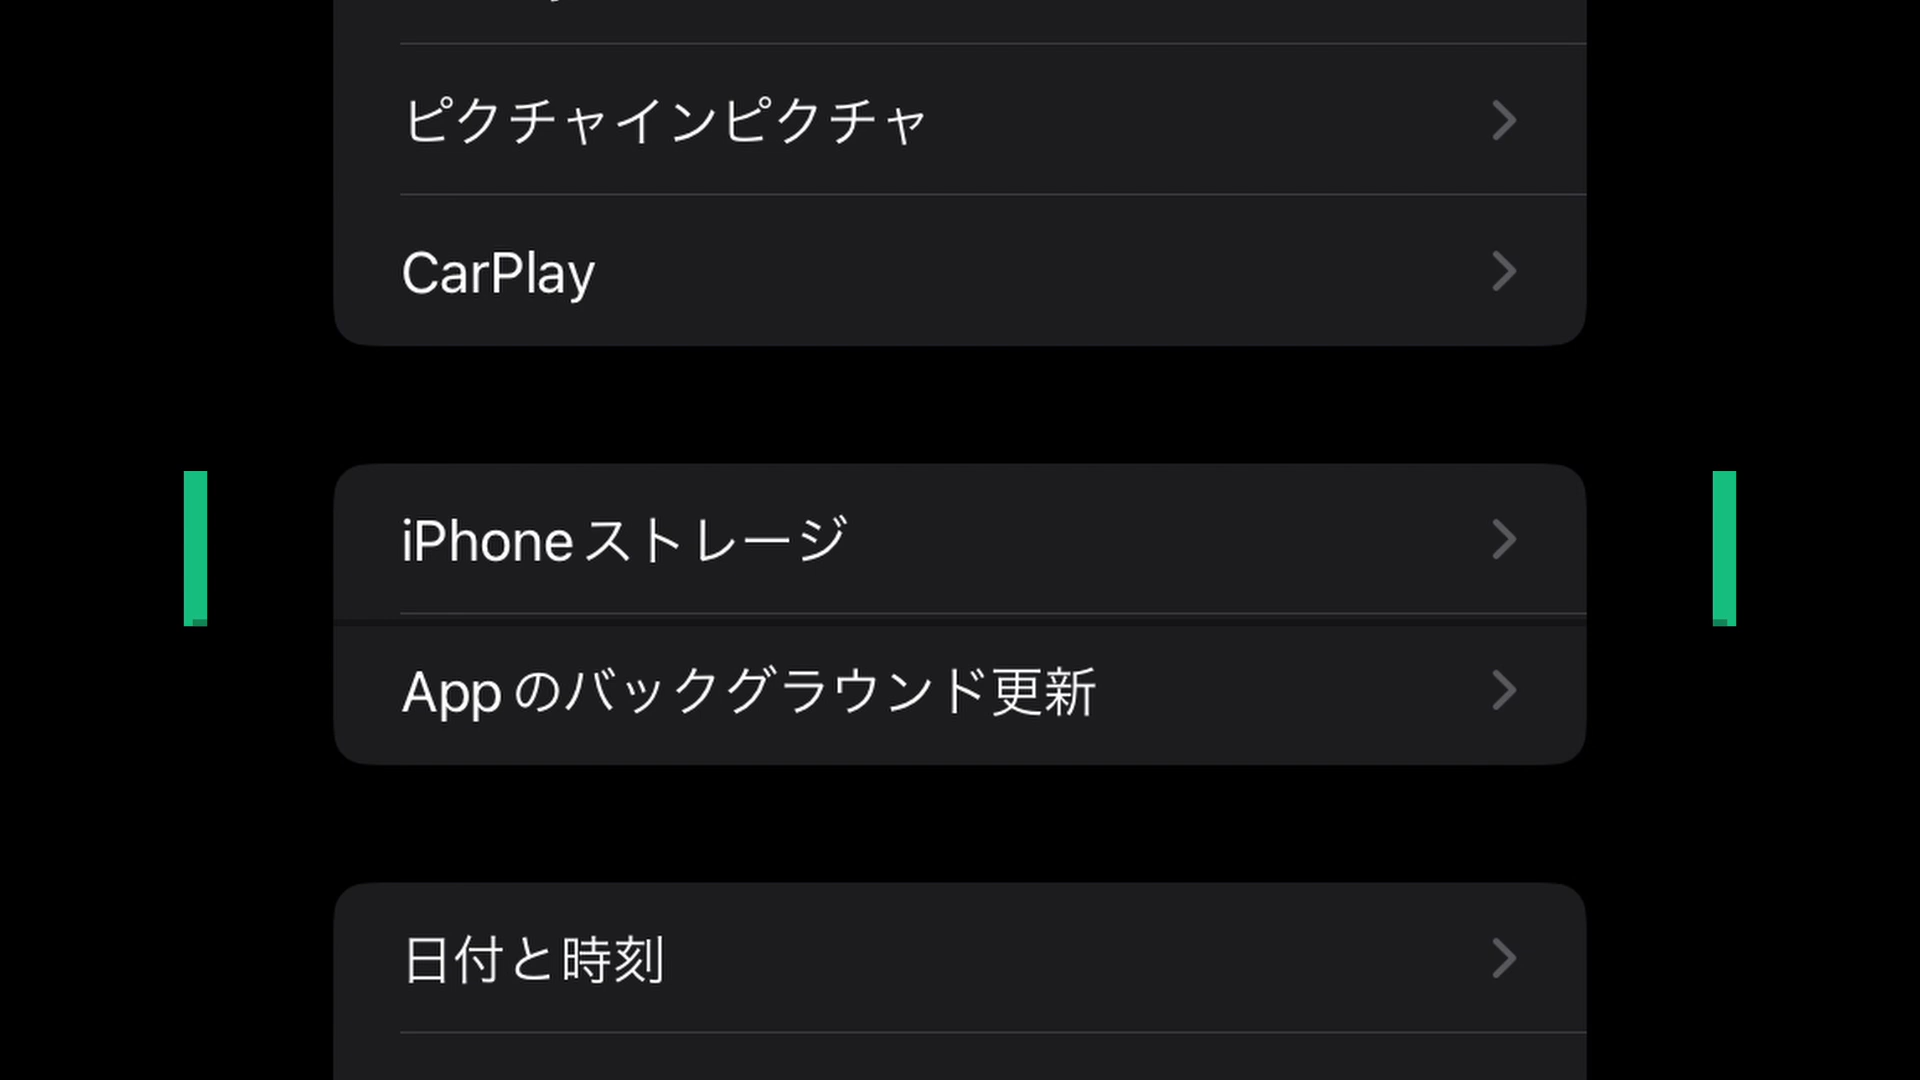 ピクチャインピクチャ
CarPlay
iPhoneストレージ
Appのバックグラウンド更新
日付と時刻